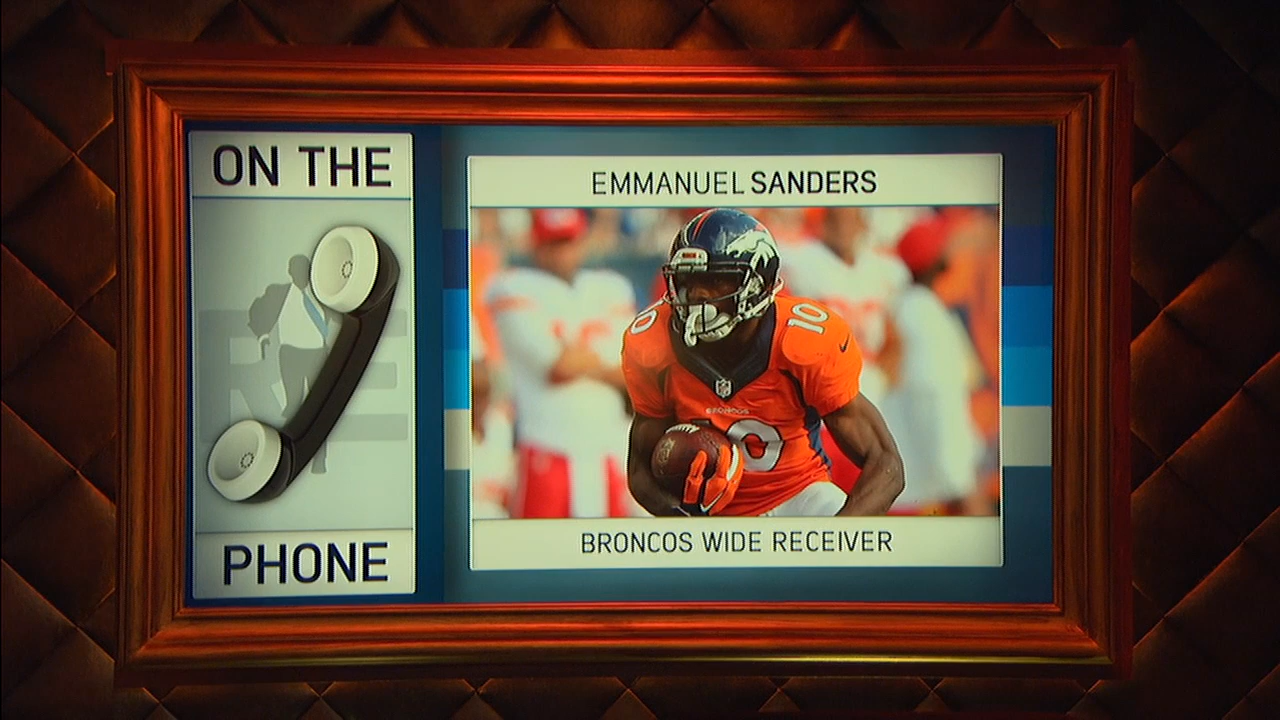 ON THE
PHONE
EMMANUEL SANDERS
10
10
BRONCOS
10
BRONCOS WIDE RECEIVER